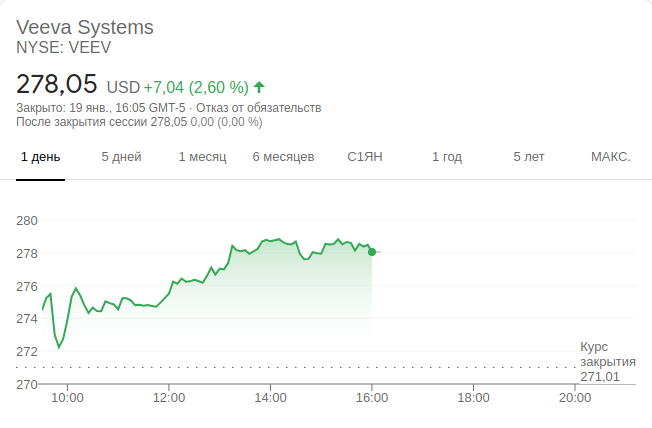 Veeva Systems
NYSE: VEEV
278,05 USD +7,04 (2,60 %)
Закрыто: 19 янв., 16:05 GMT-5 · Отказ от обязательств
После закрытия сессии 278,05 0,00 (0,00 %)
1 день 5 дней 1 месяц 6 месяцев С1ЯН 1 год 5 лет МАКС.
280
278
276
274
272
Курс
закрытия
271,01
270
10:00 12:00 14:00 16:00 18:00 20:00